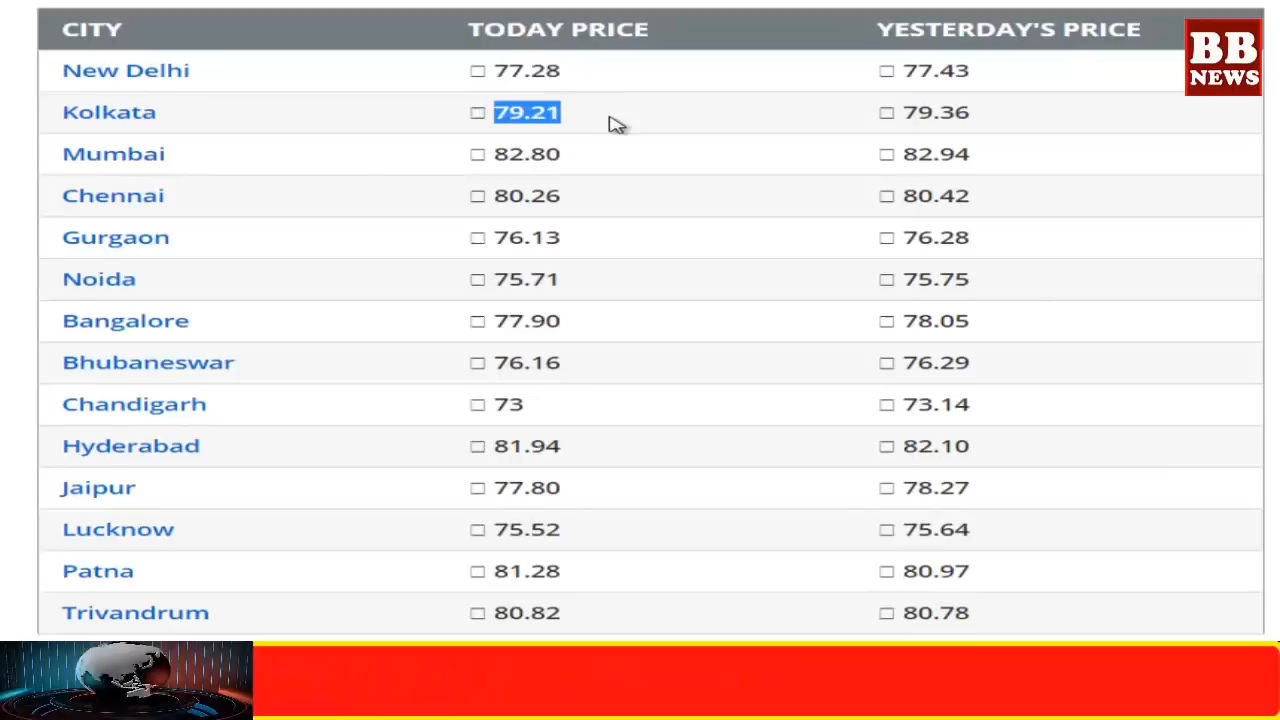 CITY TODAY PRICE YESTERDAY'S PRICE
BB
NEWS
New Delhi □ 77.28 □ 77.43
Kolkata □ 79.21 □ 79.36
Mumbai □ 82.80 □ 82.94
Chennai □ 80.26 □ 80.42
Gurgaon □ 76.13 □ 76.28
Noida □ 75.71 □ 75.75
Bangalore □ 77.90 □ 78.05
Bhubaneswar □ 76.16 □ 76.29
Chandigarh □ 73 □ 73.14
Hyderabad □ 81.94 □ 82.10
Jaipur □ 77.80 □ 78.27
Lucknow □ 75.52 □ 75.64
Patna □ 81.28 □ 80.97
Trivandrum □ 80.82 □ 80.78